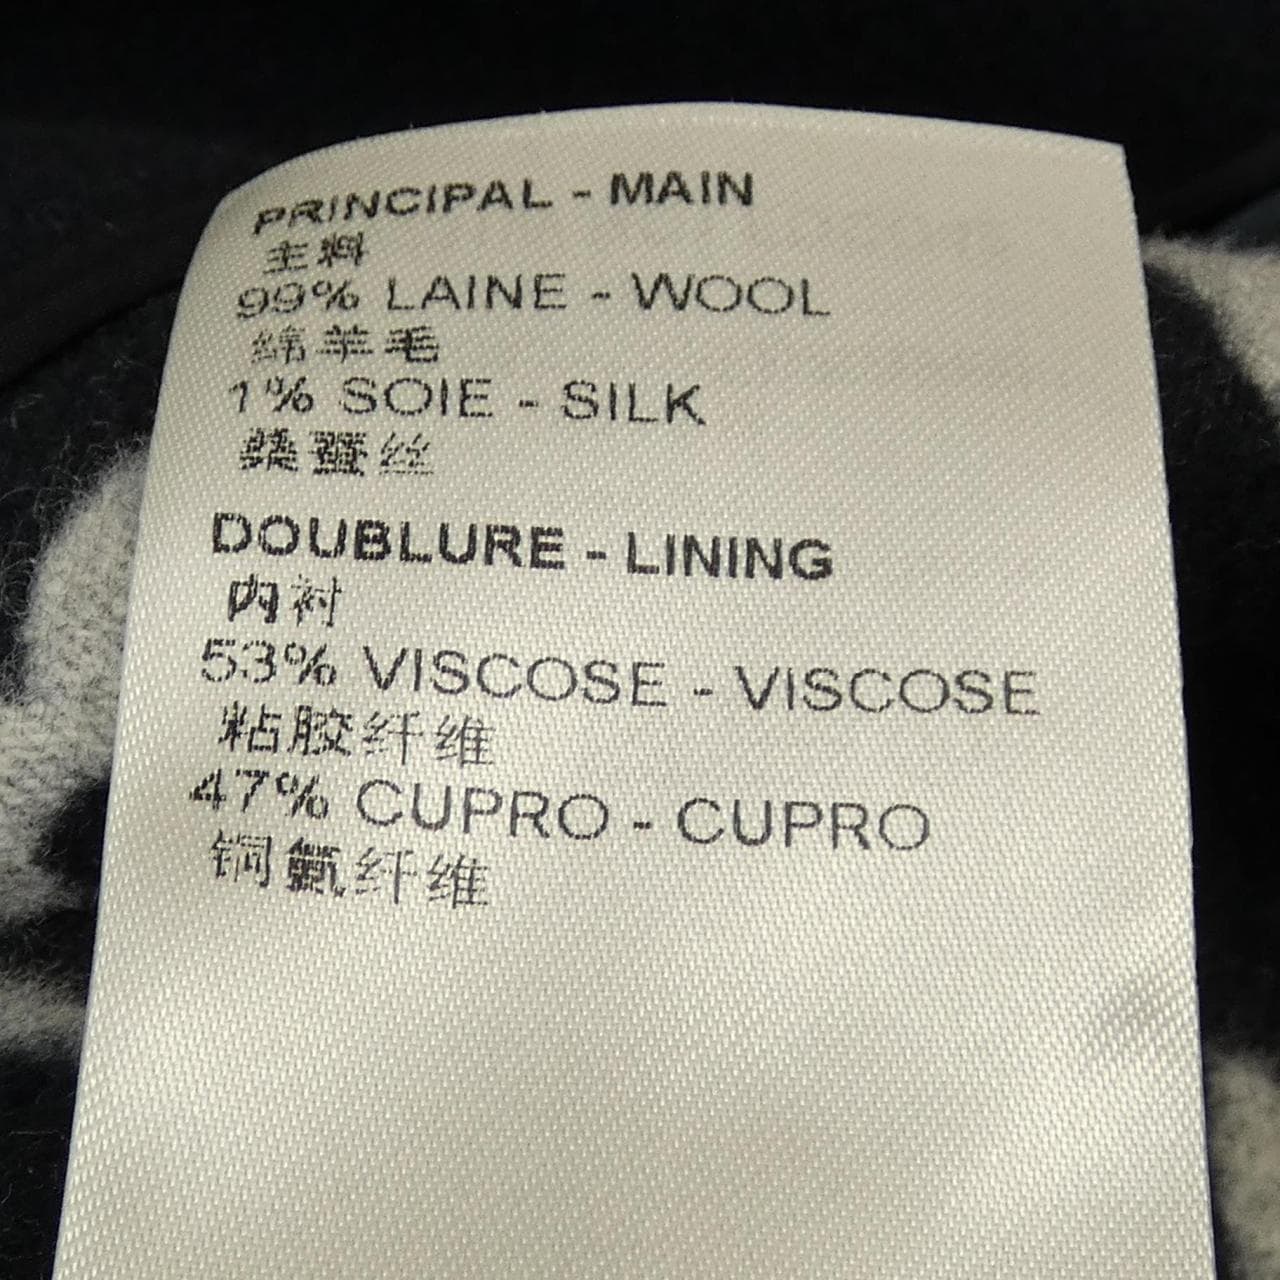 PRINCIPAL - MAIN
主料
99% LAINE - WOOL
绵羊毛
1% SOIE - SILK
桑蚕丝
DOUBLURE - LINING
内衬
53% VISCOSE - VISCOSE
粘胶纤维
47% CUPRO - CUPRO
铜氨纤维